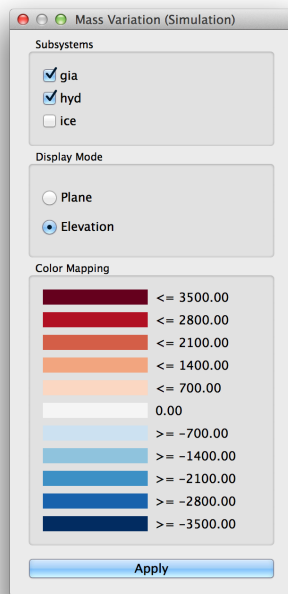 Mass Variation (Simulation)
Subsystems
gia
hyd
ice
Display Mode
Plane
Elevation
Color Mapping
<= 3500.00
<= 2800.00
<= 2100.00
<= 1400.00
<= 700.00
0.00
>= -700.00
>= -1400.00
>= -2100.00
>= -2800.00
>= -3500.00
Apply